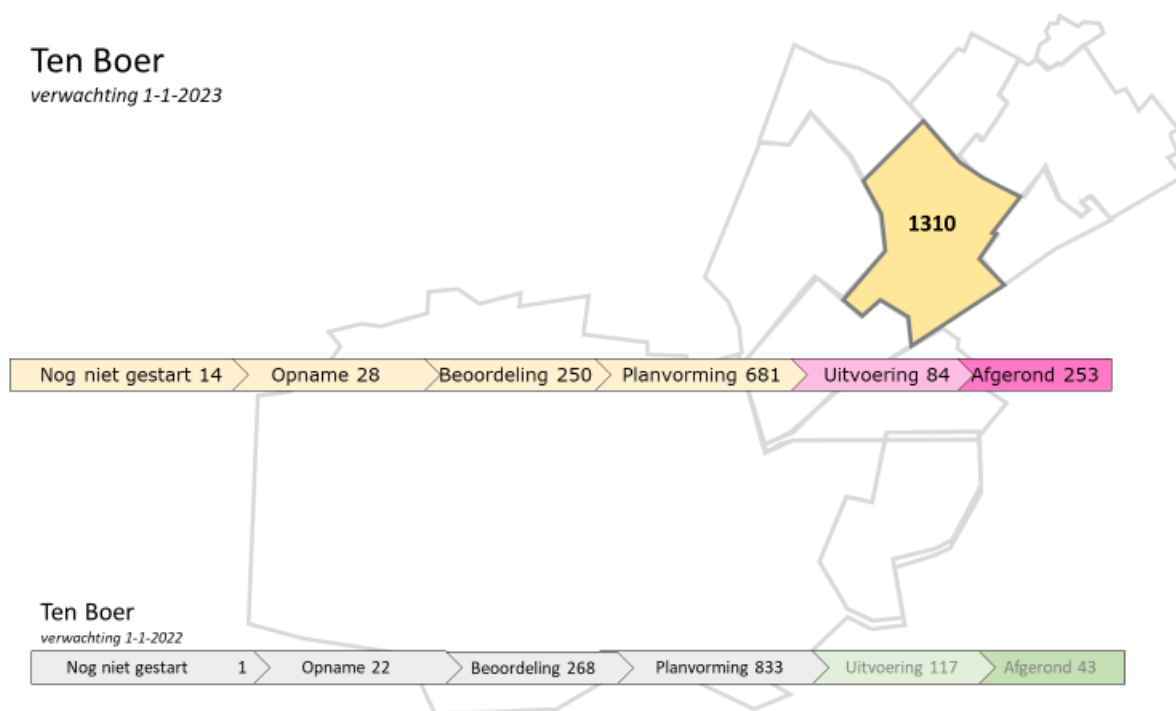 Ten Boer
verwachting 1-1-2023
1310
Nog niet gestart 14 Opname 28 Beoordeling 250 Planvorming 681 Uitvoering 84 Afgerond 253
Ten Boer
verwachting 1-1-2022
Nog niet gestart 1 Opname 22 Beoordeling 268 Planvorming 833 Uitvoering 117 Afgerond 43